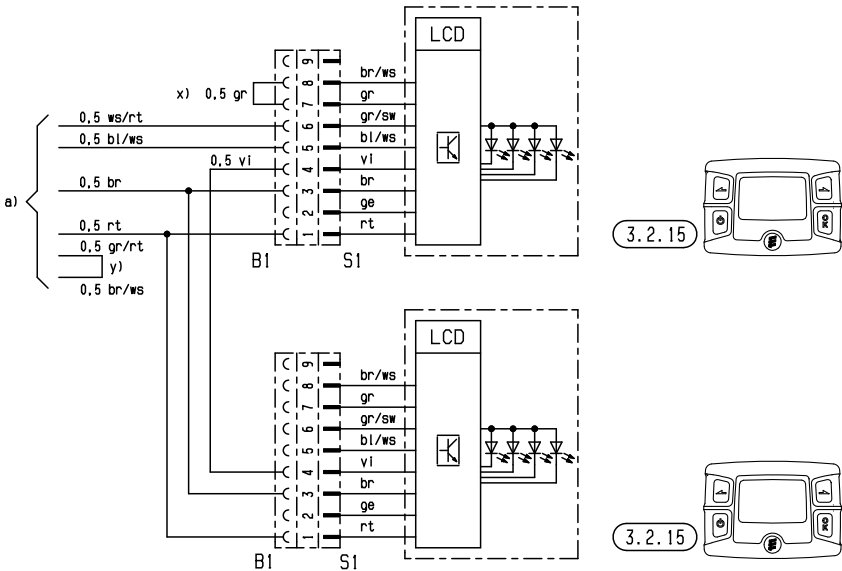 LCD
9
8
7
6
5
4
3
2
1
br/ws
gr
gr/sw
bl/ws
vi
br
ge
rt
x) 0,5 gr
0,5 ws/rt
0,5 bl/ws
0,5 vi
a)
0,5 br
0,5 rt
0,5 gr/rt
y)
0,5 br/ws
B1
S1
3.2.15
OK
LCD
9
8
7
6
5
4
3
2
1
br/ws
gr
gr/sw
bl/ws
vi
br
ge
rt
B1
S1
3.2.15
OK